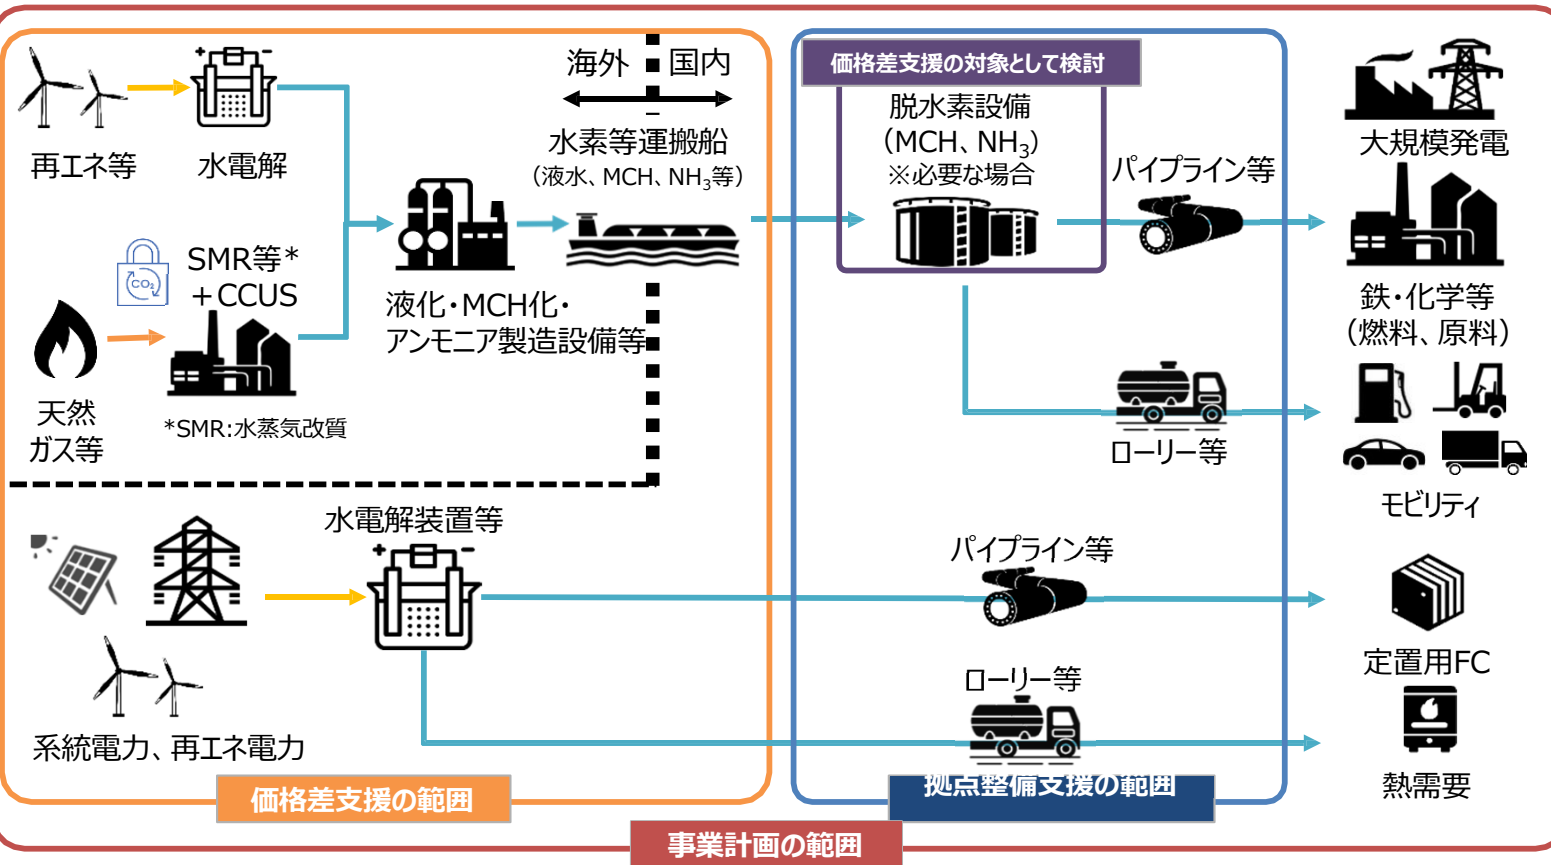 海外
国内
価格差支援の対象として検討
再エネ等
水電解
水素等運搬船
（液水、MCH、NH₃等）
脱水素設備
（MCH、NH₃）
※必要な場合
パイプライン等
大規模発電
CO₂
SMR等*
＋CCUS
液化・MCH化・
アンモニア製造設備等
鉄・化学等
（燃料、原料）
天然
ガス等
*SMR:水蒸気改質
ローリー等
モビリティ
水電解装置等
パイプライン等
定置用FC
ローリー等
系統電力、再エネ電力
熱需要
価格差支援の範囲
拠点整備支援の範囲
事業計画の範囲